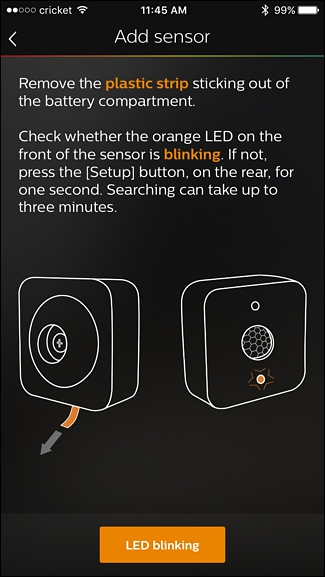 cricket 11:45 AM 99%
Add sensor
Remove the plastic strip sticking out of
the battery compartment.
Check whether the orange LED on the
front of the sensor is blinking. If not,
press the [Setup] button, on the rear, for
one second. Searching can take up to
three minutes.
LED blinking